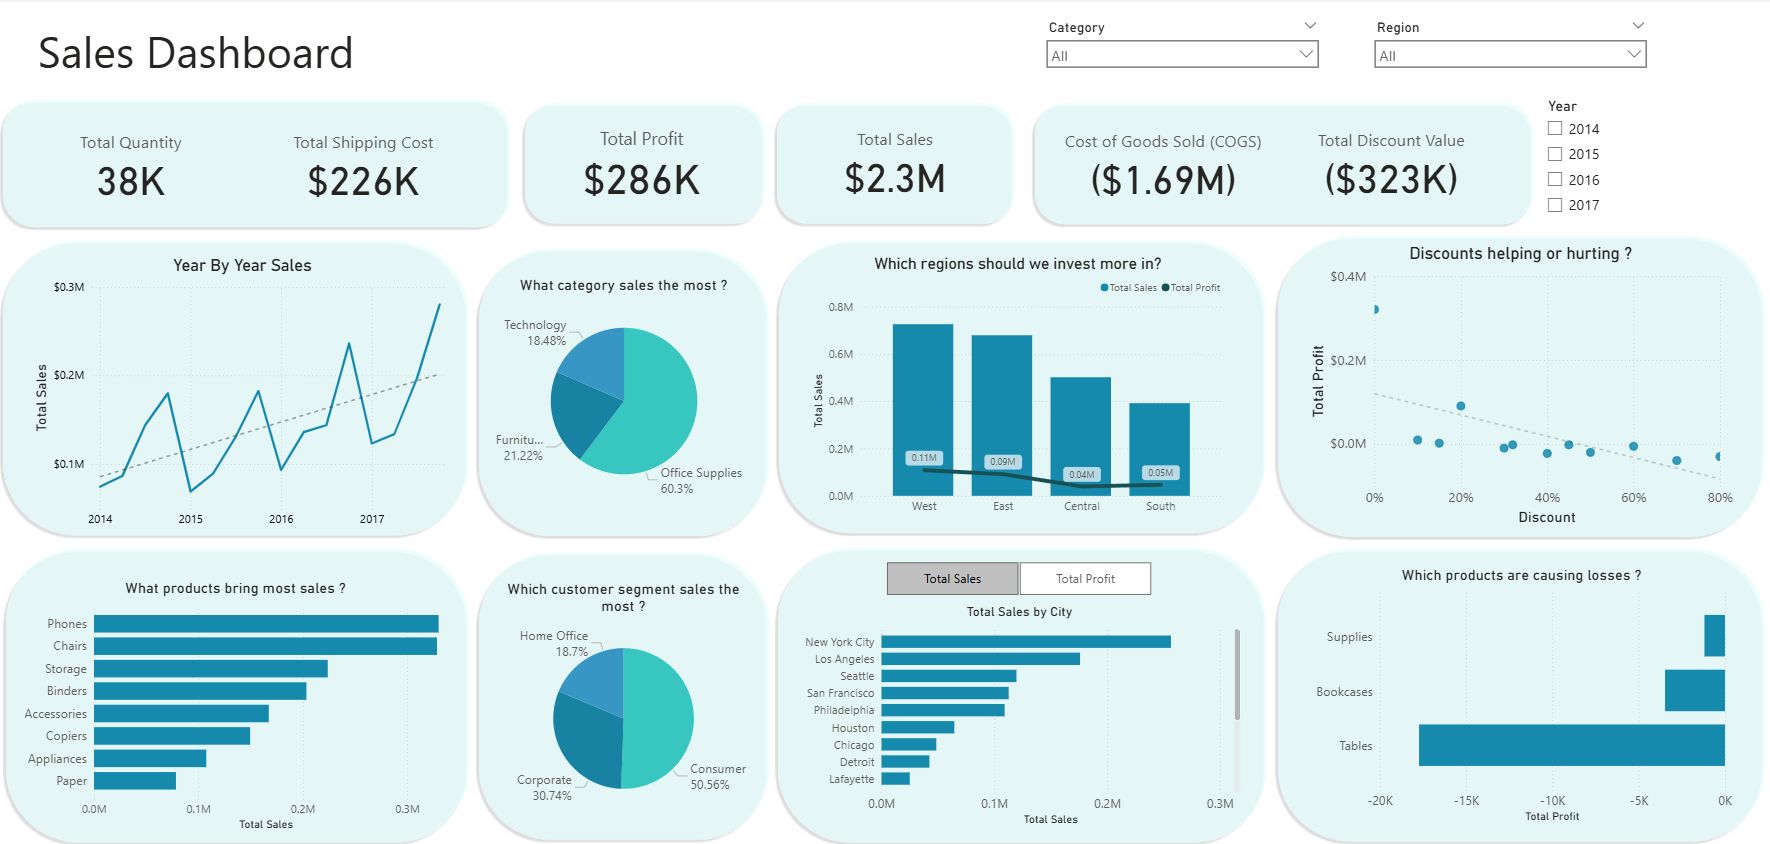 Sales Dashboard
Category
All
Region
All
Total Quantity
38K
Total Shipping Cost
$226K
Total Profit
$286K
Total Sales
$2.3M
Cost of Goods Sold (COGS)
($1.69M)
Total Discount Value
($323K)
Year
2014
2015
2016
2017
Year By Year Sales
Total Sales
$0.3M
$0.2M
$0.1M
2014 2015 2016 2017
What category sales the most ?
Technology
18.48%
Furnitu...
21.22%
Office Supplies
60.3%
Which regions should we invest more in?
Total Sales Total Profit
Total Sales
0.8M
0.6M
0.4M
0.2M
0.0M
0.11M 0.09M 0.04M 0.05M
West East Central South
Discounts helping or hurting ?
Total Profit
$0.4M
$0.2M
$0.0M
0% 20% 40% 60% 80%
Discount
What products bring most sales ?
Phones
Chairs
Storage
Binders
Accessories
Copiers
Appliances
Paper
0.0M 0.1M 0.2M 0.3M
Total Sales
Which customer segment sales the
most ?
Home Office
18.7%
Corporate
30.74%
Consumer
50.56%
Total Sales Total Profit
Total Sales by City
New York City
Los Angeles
Seattle
San Francisco
Philadelphia
Houston
Chicago
Detroit
Lafayette
0.0M 0.1M 0.2M 0.3M
Total Sales
Which products are causing losses ?
Supplies
Bookcases
Tables
-20K -15K -10K -5K 0K
Total Profit